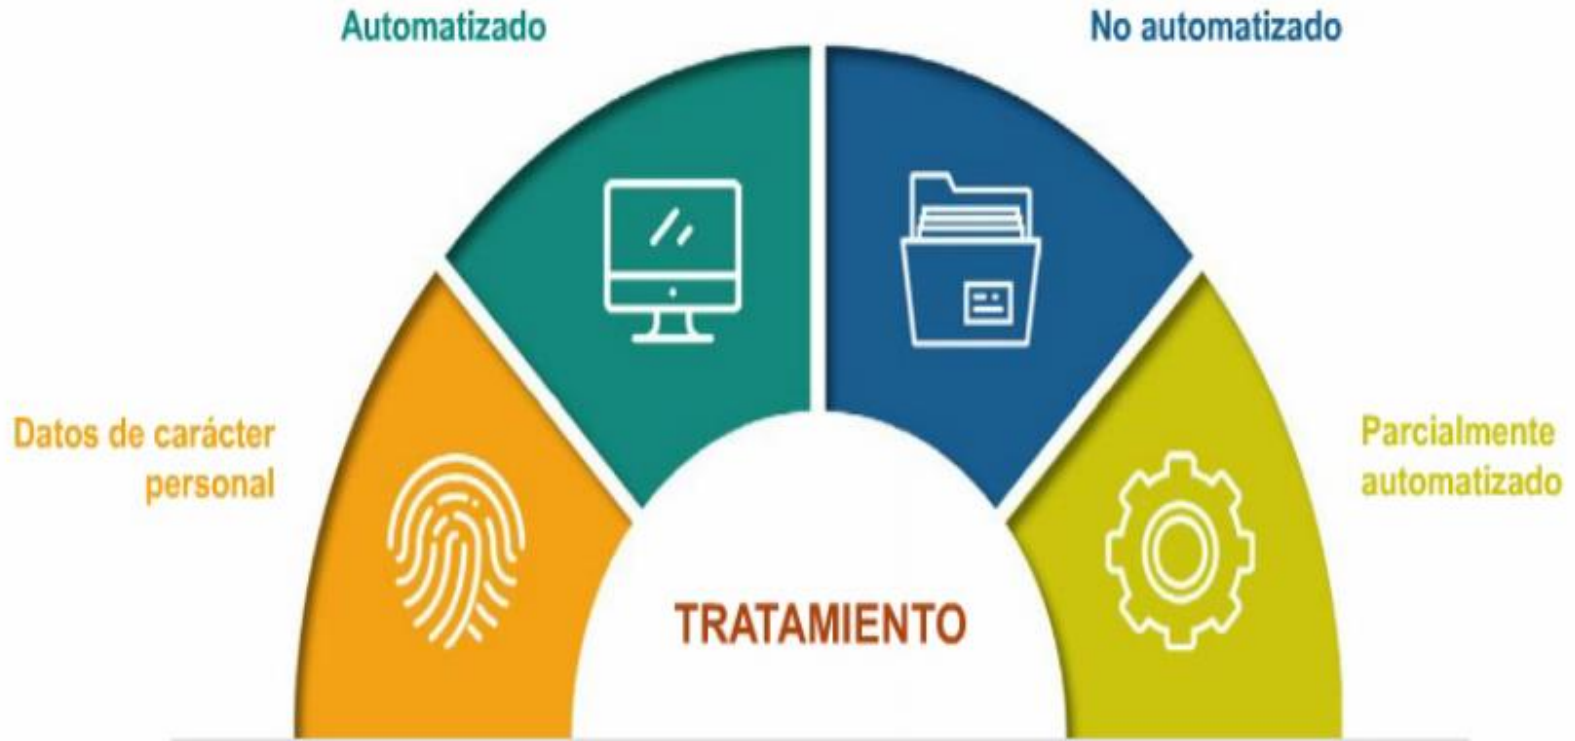 Automatizado
No automatizado
Datos de carácter
personal
Parcialmente
automatizado
TRATAMIENTO